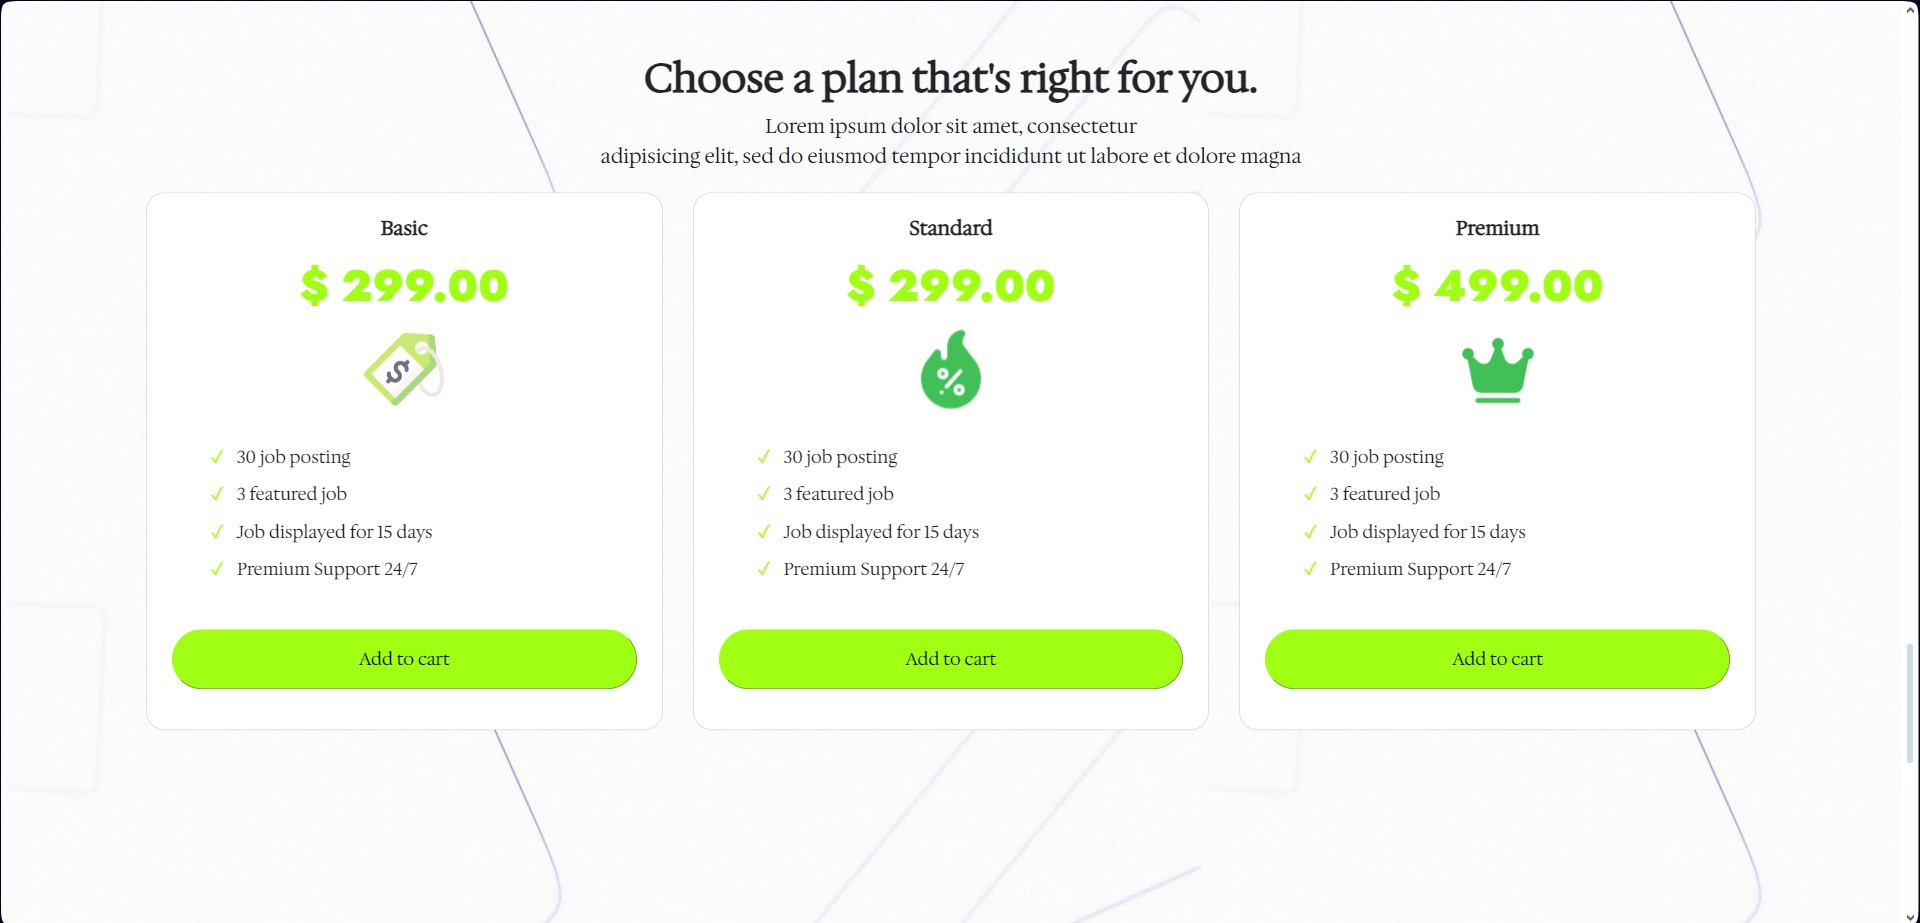 Choose a plan that's right for you.
Lorem ipsum dolor sit amet, consectetur
adipisicing elit, sed do eiusmod tempor incididunt ut labore et dolore magna
Basic
$ 299.00
$
30 job posting
3 featured job
Job displayed for 15 days
Premium Support 24/7
Add to cart
Standard
$ 299.00
%
30 job posting
3 featured job
Job displayed for 15 days
Premium Support 24/7
Add to cart
Premium
$ 499.00
30 job posting
3 featured job
Job displayed for 15 days
Premium Support 24/7
Add to cart